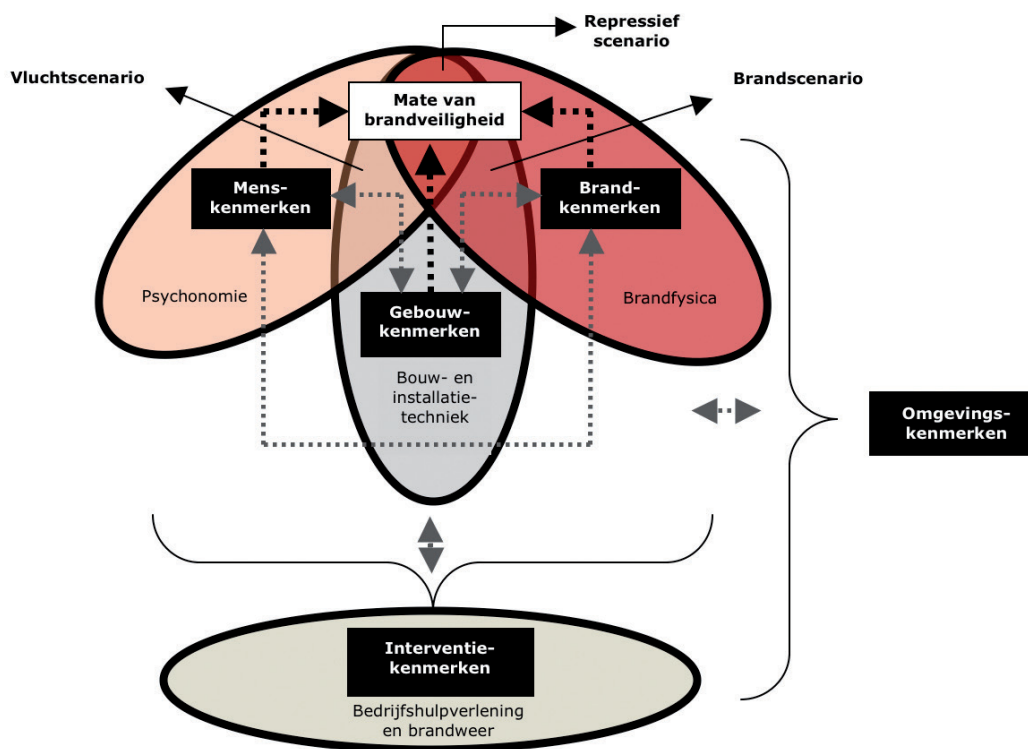 Repressief
scenario
Vluchtscenario
Brandscenario
Mate van
brandveiligheid
Mens-
kenmerken
Brand-
kenmerken
Psychonomie
Brandfysica
Gebouw-
kenmerken
Bouw- en
installatie-
techniek
Omgevings-
kenmerken
Interventie-
kenmerken
Bedrijfshulpverlening
en brandweer